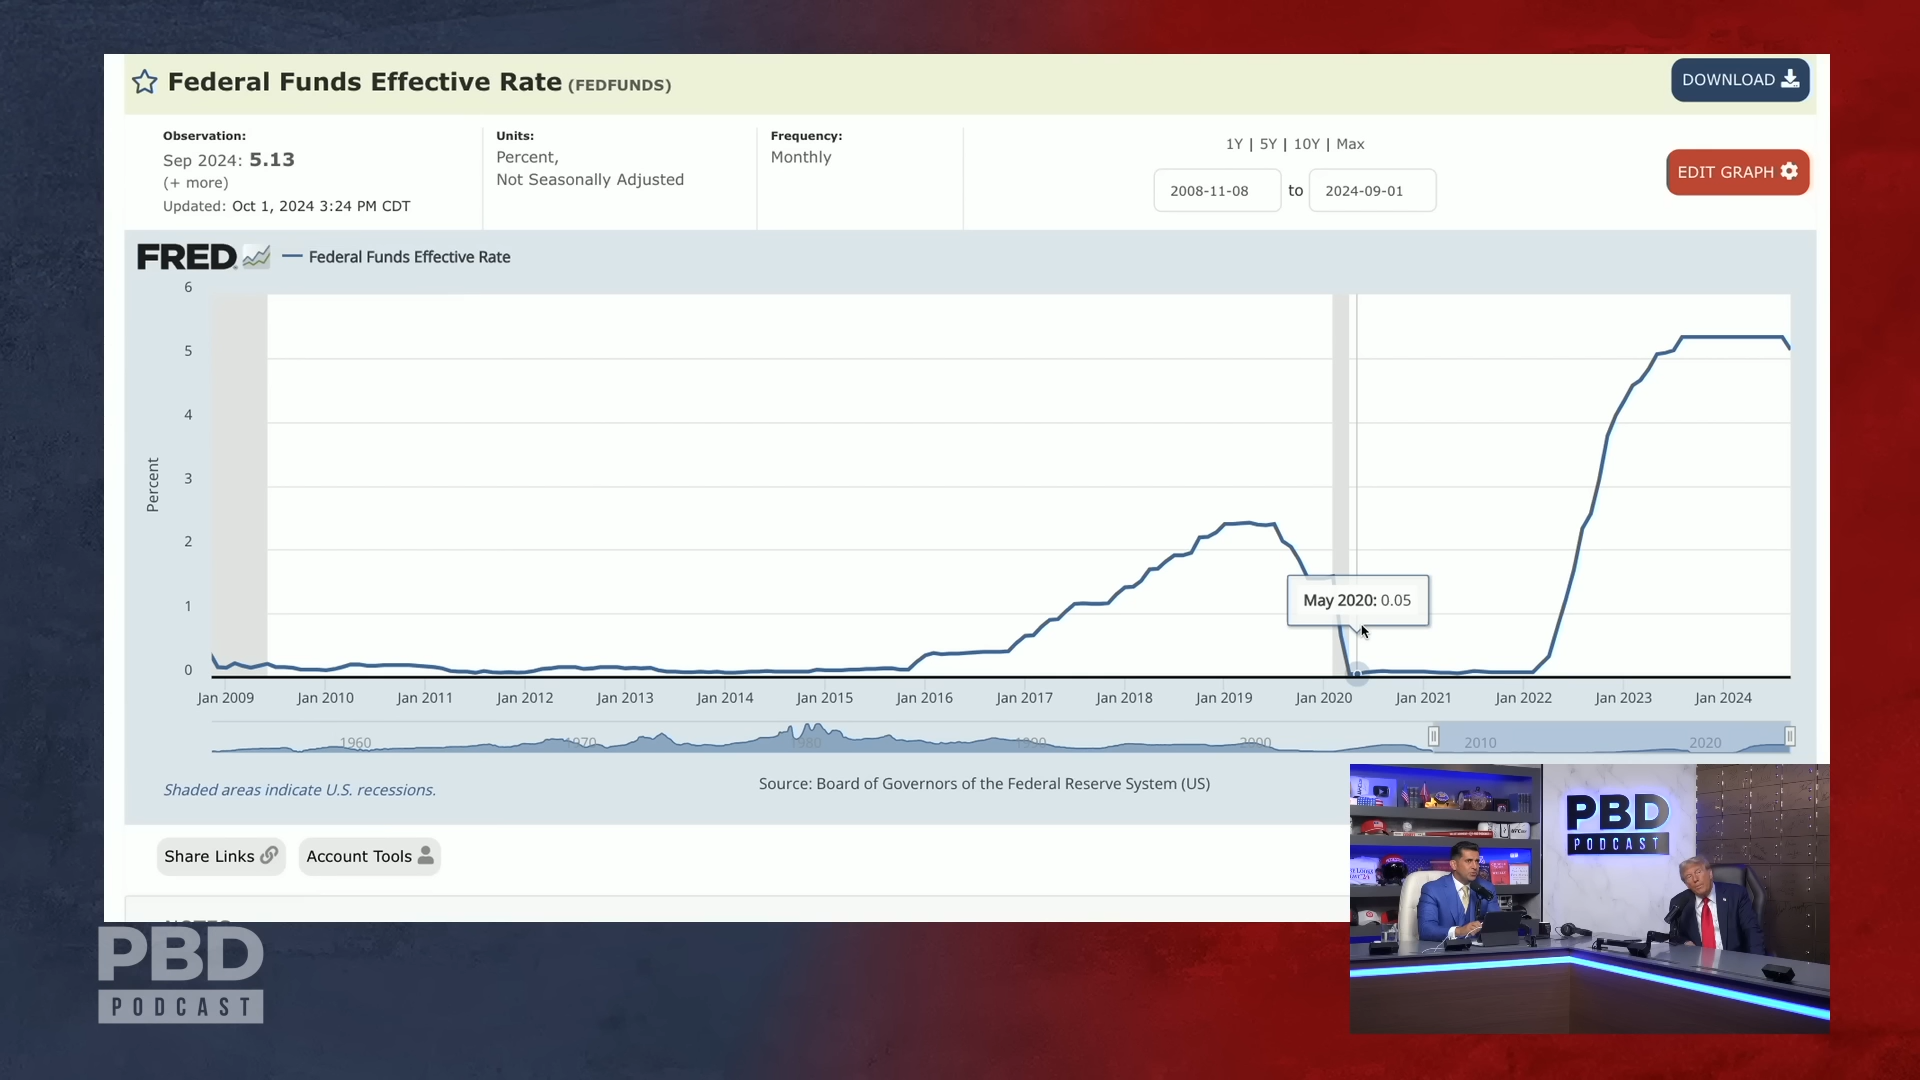 Federal Funds Effective Rate (FEDFUNDS)
DOWNLOAD
Observation:
Sep 2024: 5.13
(+ more)
Updated: Oct 1, 2024 3:24 PM CDT
Units:
Percent,
Not Seasonally Adjusted
Frequency:
Monthly
1Y | 5Y | 10Y | Max
2008-11-08 to 2024-09-01
EDIT GRAPH
FRED
Federal Funds Effective Rate
6
5
4
3
2
1
0
Percent
May 2020: 0.05
Jan 2009 Jan 2010 Jan 2011 Jan 2012 Jan 2013 Jan 2014 Jan 2015 Jan 2016 Jan 2017 Jan 2018 Jan 2019 Jan 2020 Jan 2021 Jan 2022 Jan 2023 Jan 2024
1960 1970 1980 1990 2000 2010 2020
Shaded areas indicate U.S. recessions.
Source: Board of Governors of the Federal Reserve System (US)
Share Links
Account Tools
NOTES
PBD
PODCAST
PBD
PODCAST